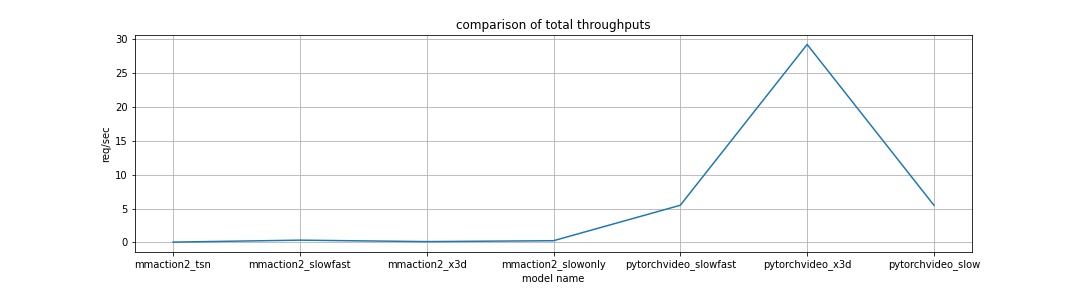 comparison of total throughputs
30
25
20
15
10
5
0
req/sec
mmaction2_tsn mmaction2_slowfast mmaction2_x3d mmaction2_slowonly pytorchvideo_slowfast pytorchvideo_x3d pytorchvideo_slow
model name